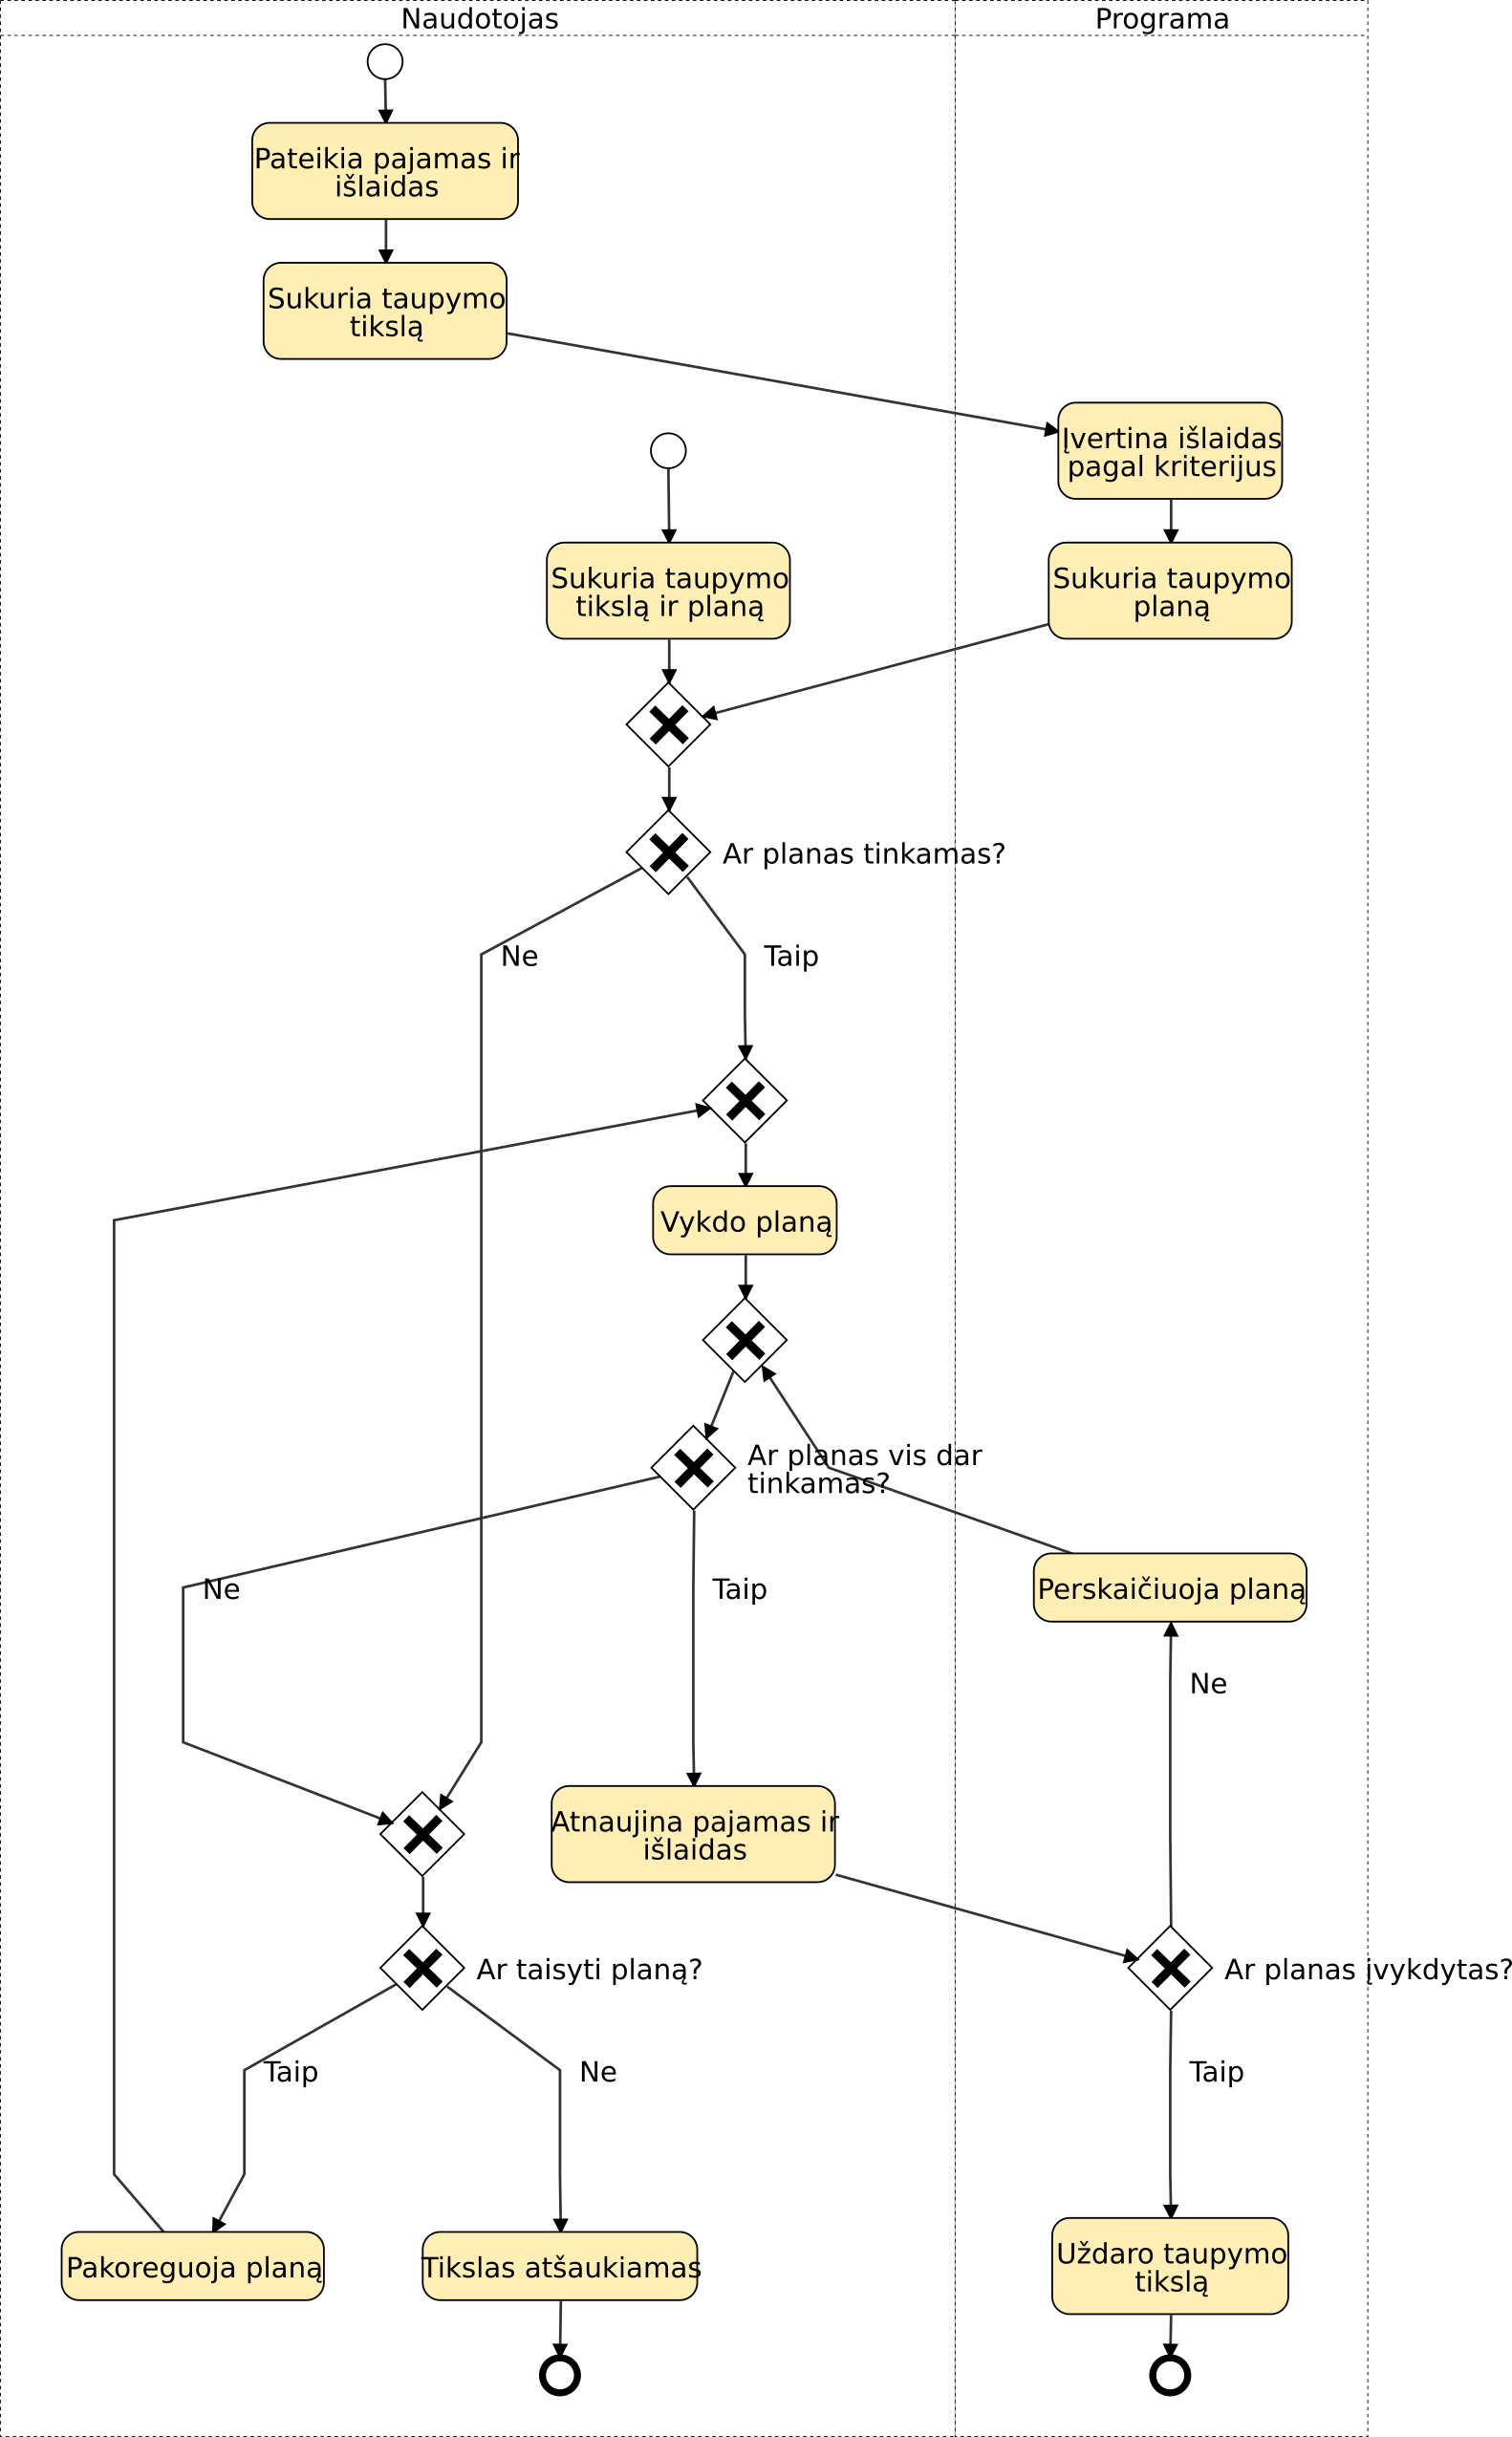 Naudotojas
Programa
Pateikia pajamas ir
išlaidas
Sukuria taupymo
tikslą
Įvertina išlaidas
pagal kriterijus
Sukuria taupymo
tikslą ir planą
Sukuria taupymo
planą
Ar planas tinkamas?
Ne
Taip
Vykdo planą
Ar planas vis dar
tinkamas?
Ne
Taip
Perskaičiuoja planą
Ne
Atnaujina pajamas ir
išlaidas
Ar taisyti planą?
Ar planas įvykdytas?
Taip
Ne
Taip
Pakoreguoja planą
Tikslas atšaukiamas
Uždaro taupymo
tikslą